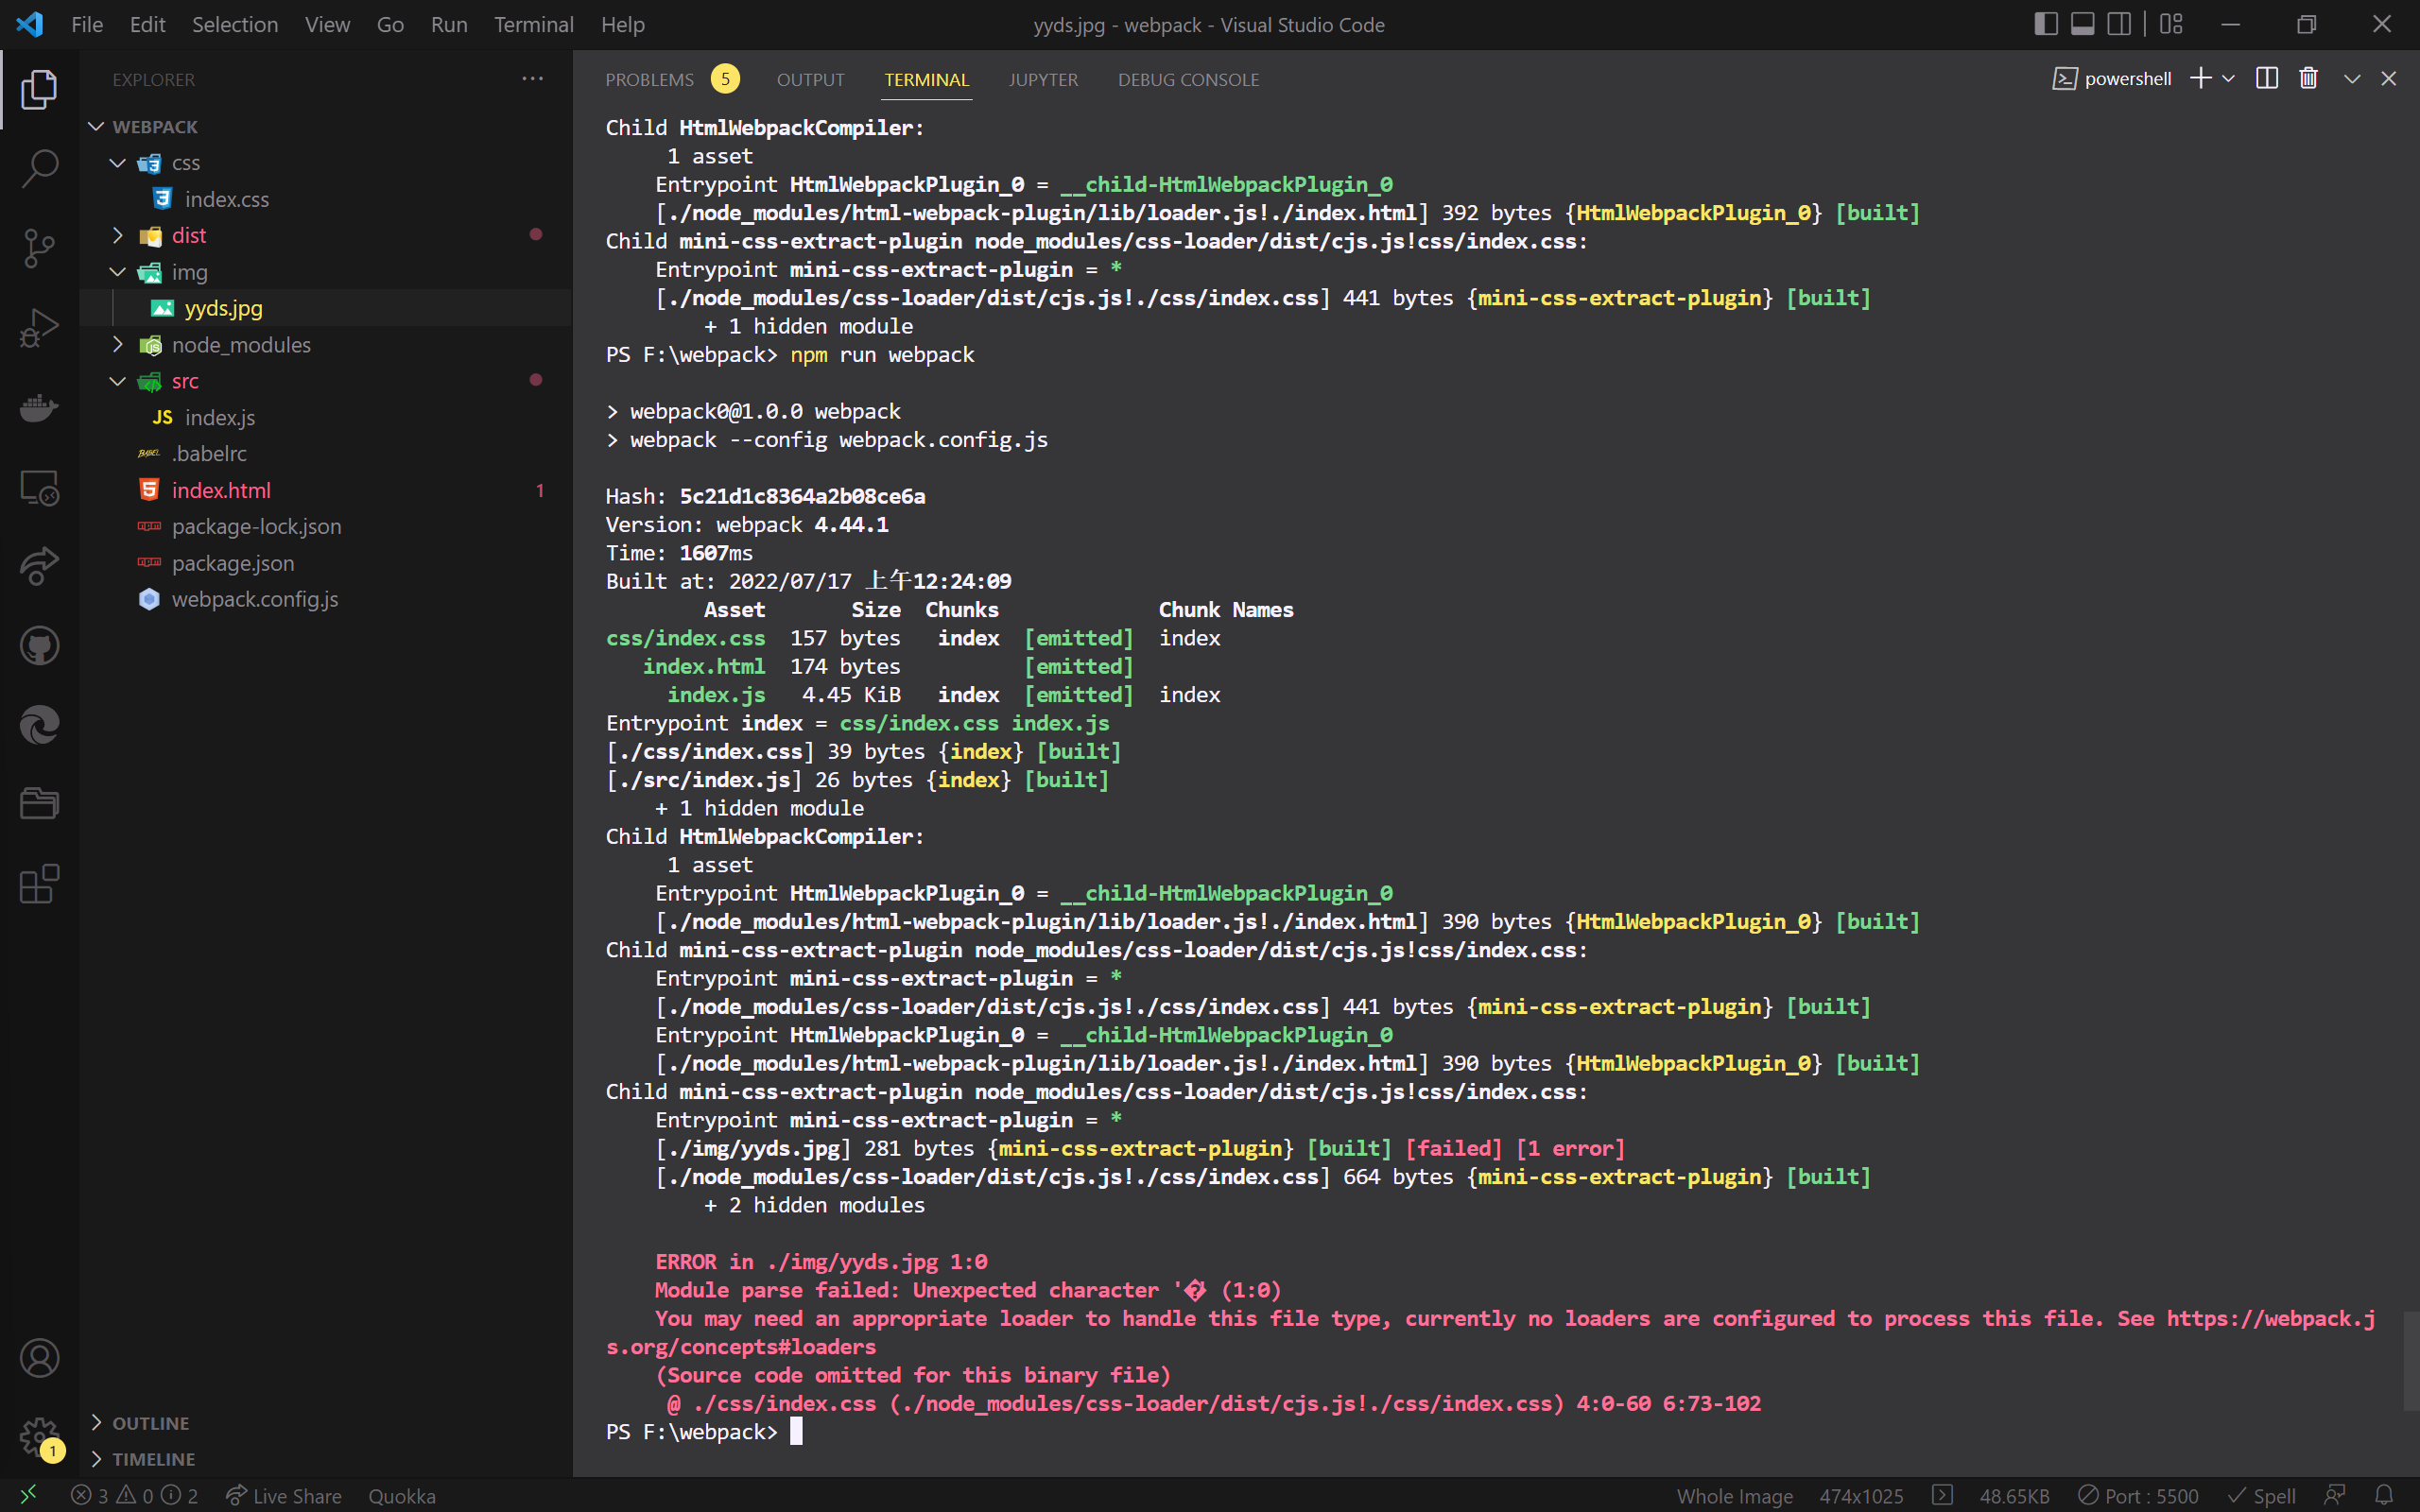 File Edit Selection View Go Run Terminal Help
yyds.jpg - webpack - Visual Studio Code
EXPLORER
WEBPACK
css
index.css
dist
img
yyds.jpg
node_modules
src
JS index.js
BABEL .babelrc
index.html 1
package-lock.json
package.json
webpack.config.js
OUTLINE
TIMELINE
1
PROBLEMS 5 OUTPUT TERMINAL JUPYTER DEBUG CONSOLE
powershell
Child HtmlWebpackCompiler:
1 asset
Entrypoint HtmlWebpackPlugin_0 = __child-HtmlWebpackPlugin_0
[./node_modules/html-webpack-plugin/lib/loader.js!./index.html] 392 bytes {HtmlWebpackPlugin_0} [built]
Child mini-css-extract-plugin node_modules/css-loader/dist/cjs.js!css/index.css:
Entrypoint mini-css-extract-plugin = *
[./node_modules/css-loader/dist/cjs.js!./css/index.css] 441 bytes {mini-css-extract-plugin} [built]
+ 1 hidden module
PS F:\webpack> npm run webpack
> webpack0@1.0.0 webpack
> webpack --config webpack.config.js
Hash: 5c21d1c8364a2b08ce6a
Version: webpack 4.44.1
Time: 1607ms
Built at: 2022/07/17 上午12:24:09
Asset Size Chunks Chunk Names
css/index.css 157 bytes index [emitted] index
index.html 174 bytes [emitted]
index.js 4.45 KiB index [emitted] index
Entrypoint index = css/index.css index.js
[./css/index.css] 39 bytes {index} [built]
[./src/index.js] 26 bytes {index} [built]
+ 1 hidden module
Child HtmlWebpackCompiler:
1 asset
Entrypoint HtmlWebpackPlugin_0 = __child-HtmlWebpackPlugin_0
[./node_modules/html-webpack-plugin/lib/loader.js!./index.html] 390 bytes {HtmlWebpackPlugin_0} [built]
Child mini-css-extract-plugin node_modules/css-loader/dist/cjs.js!css/index.css:
Entrypoint mini-css-extract-plugin = *
[./node_modules/css-loader/dist/cjs.js!./css/index.css] 441 bytes {mini-css-extract-plugin} [built]
Entrypoint HtmlWebpackPlugin_0 = __child-HtmlWebpackPlugin_0
[./node_modules/html-webpack-plugin/lib/loader.js!./index.html] 390 bytes {HtmlWebpackPlugin_0} [built]
Child mini-css-extract-plugin node_modules/css-loader/dist/cjs.js!css/index.css:
Entrypoint mini-css-extract-plugin = *
[./img/yyds.jpg] 281 bytes {mini-css-extract-plugin} [built] [failed] [1 error]
[./node_modules/css-loader/dist/cjs.js!./css/index.css] 664 bytes {mini-css-extract-plugin} [built]
+ 2 hidden modules
ERROR in ./img/yyds.jpg 1:0
Module parse failed: Unexpected character '�' (1:0)
You may need an appropriate loader to handle this file type, currently no loaders are configured to process this file. See https://webpack.j
s.org/concepts#loaders
(Source code omitted for this binary file)
@ ./css/index.css (./node_modules/css-loader/dist/cjs.js!./css/index.css) 4:0-60 6:73-102
PS F:\webpack>
3 0 2 Live Share Quokka
Whole Image 474x1025 48.65KB Port : 5500 Spell